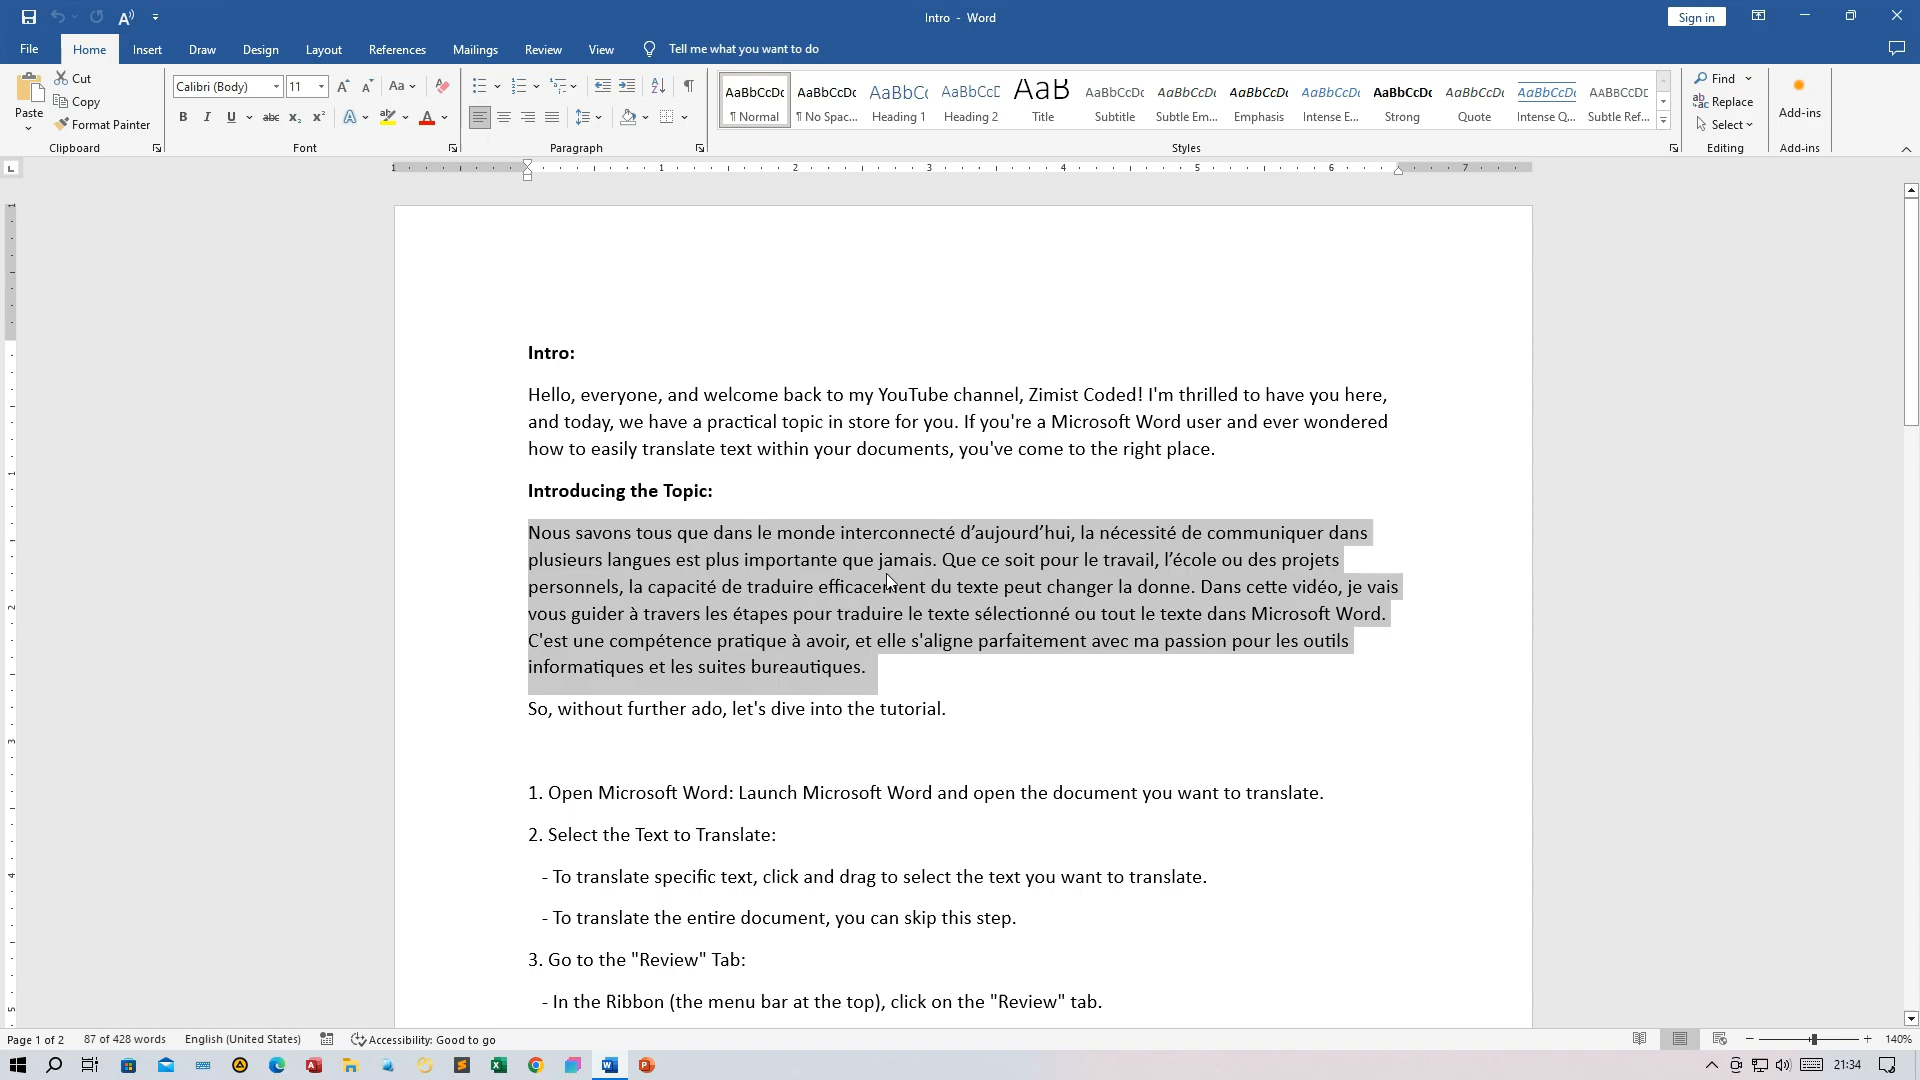 Intro - Word
Sign in
File Home Insert Draw Design Layout References Mailings Review View Tell me what you want to do
Paste
Cut
Copy
Format Painter
Clipboard
Calibri (Body) 11
Font
Paragraph
AaBbCcDc AaBbCcDc AaBbC( AaBbCcE AaB AaBbCcDc AaBbCcDc AaBbCcDc AaBbCcDc AaBbCcDc AaBbCcDc AaBbCcDc AaBbCcDc
¶ Normal ¶ No Spac... Heading 1 Heading 2 Title Subtitle Subtle Em... Emphasis Intense E... Strong Quote Intense Q... Subtle Ref...
Styles
Find
Replace
Select
Editing
Add-ins
Add-ins
1 1 2 3 4 5 6 7
Intro:
Hello, everyone, and welcome back to my YouTube channel, Zimist Coded! I'm thrilled to have you here,
and today, we have a practical topic in store for you. If you're a Microsoft Word user and ever wondered
how to easily translate text within your documents, you've come to the right place.
Introducing the Topic:
Nous savons tous que dans le monde interconnecté d’aujourd’hui, la nécessité de communiquer dans
plusieurs langues est plus importante que jamais. Que ce soit pour le travail, l’école ou des projets
personnels, la capacité de traduire efficacement du texte peut changer la donne. Dans cette vidéo, je vais
vous guider à travers les étapes pour traduire le texte sélectionné ou tout le texte dans Microsoft Word.
C'est une compétence pratique à avoir, et elle s'aligne parfaitement avec ma passion pour les outils
informatiques et les suites bureautiques.
So, without further ado, let's dive into the tutorial.
1. Open Microsoft Word: Launch Microsoft Word and open the document you want to translate.
2. Select the Text to Translate:
- To translate specific text, click and drag to select the text you want to translate.
- To translate the entire document, you can skip this step.
3. Go to the "Review" Tab:
- In the Ribbon (the menu bar at the top), click on the "Review" tab.
Page 1 of 2 87 of 428 words English (United States) Accessibility: Good to go 140%
21:34